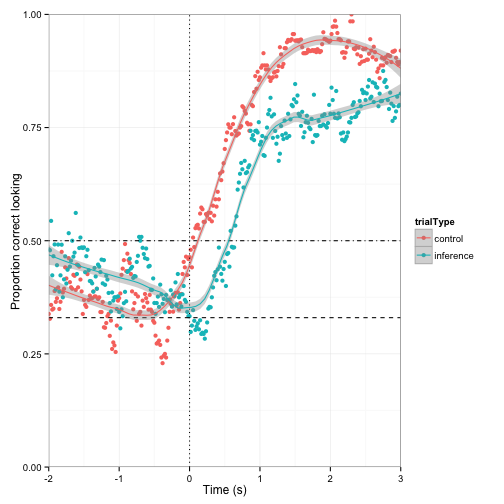 1.00
0.75
0.50
0.25
0.00
Proportion correct looking
-2 -1 0 1 2 3
Time (s)
trialType
control
inference